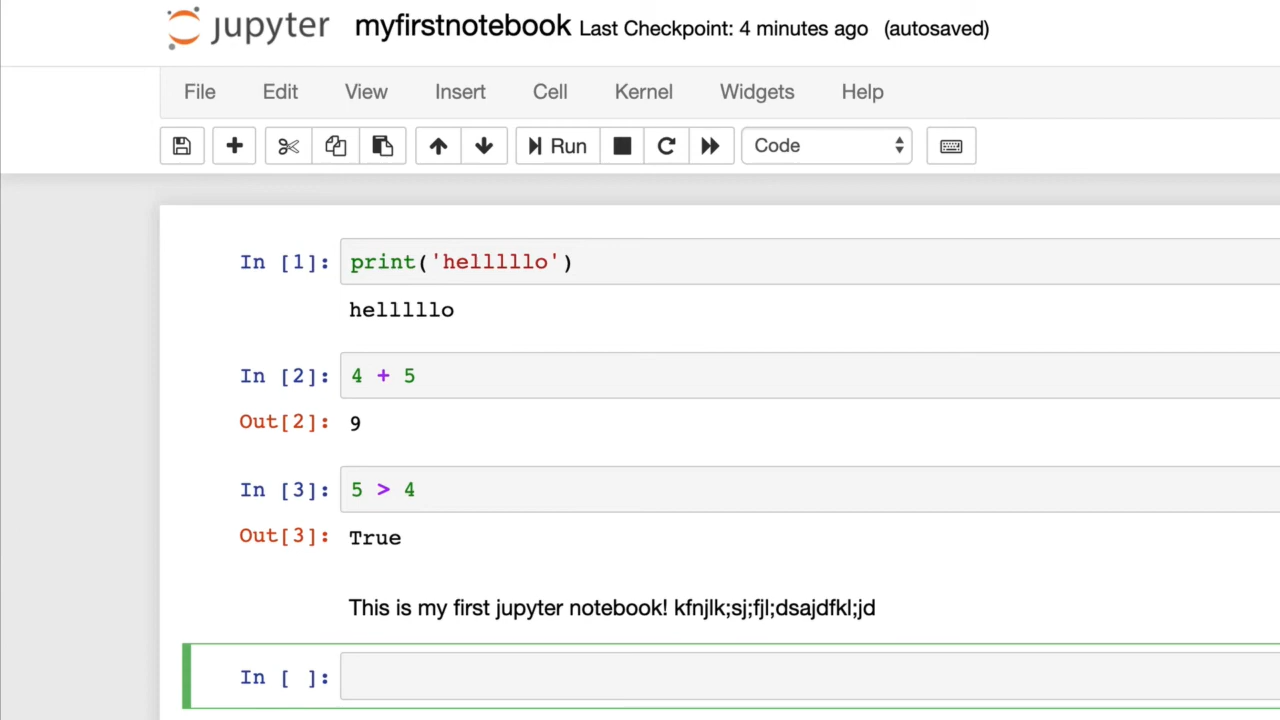 jupyter myfirstnotebook Last Checkpoint: 4 minutes ago (autosaved)
File Edit View Insert Cell Kernel Widgets Help
Run Code
In [1]: print('helllllo')
helllllo
In [2]: 4 + 5
Out[2]: 9
In [3]: 5 > 4
Out[3]: True
This is my first jupyter notebook! kfnjlk;sj;fjl;dsajdfkl;jd
In [ ]: